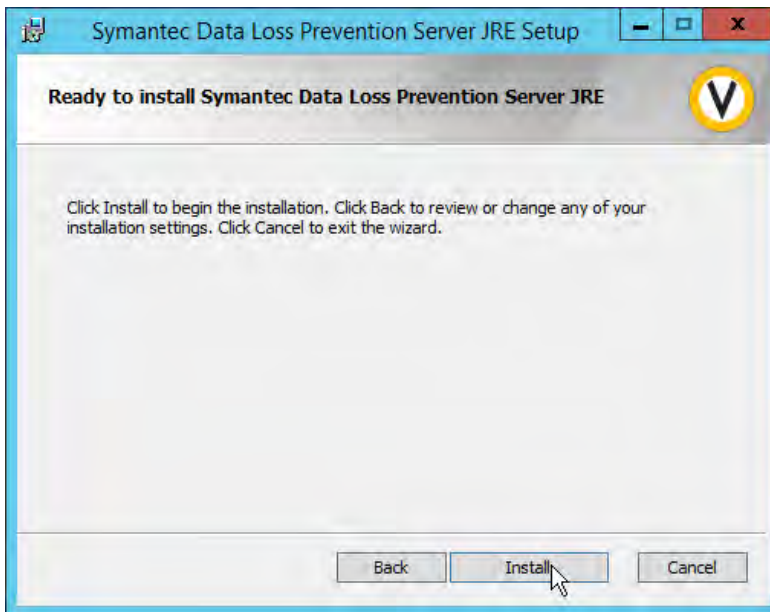 Symantec Data Loss Prevention Server JRE Setup
Ready to install Symantec Data Loss Prevention Server JRE
Click Install to begin the installation. Click Back to review or change any of your
installation settings. Click Cancel to exit the wizard.
Back
Install
Cancel